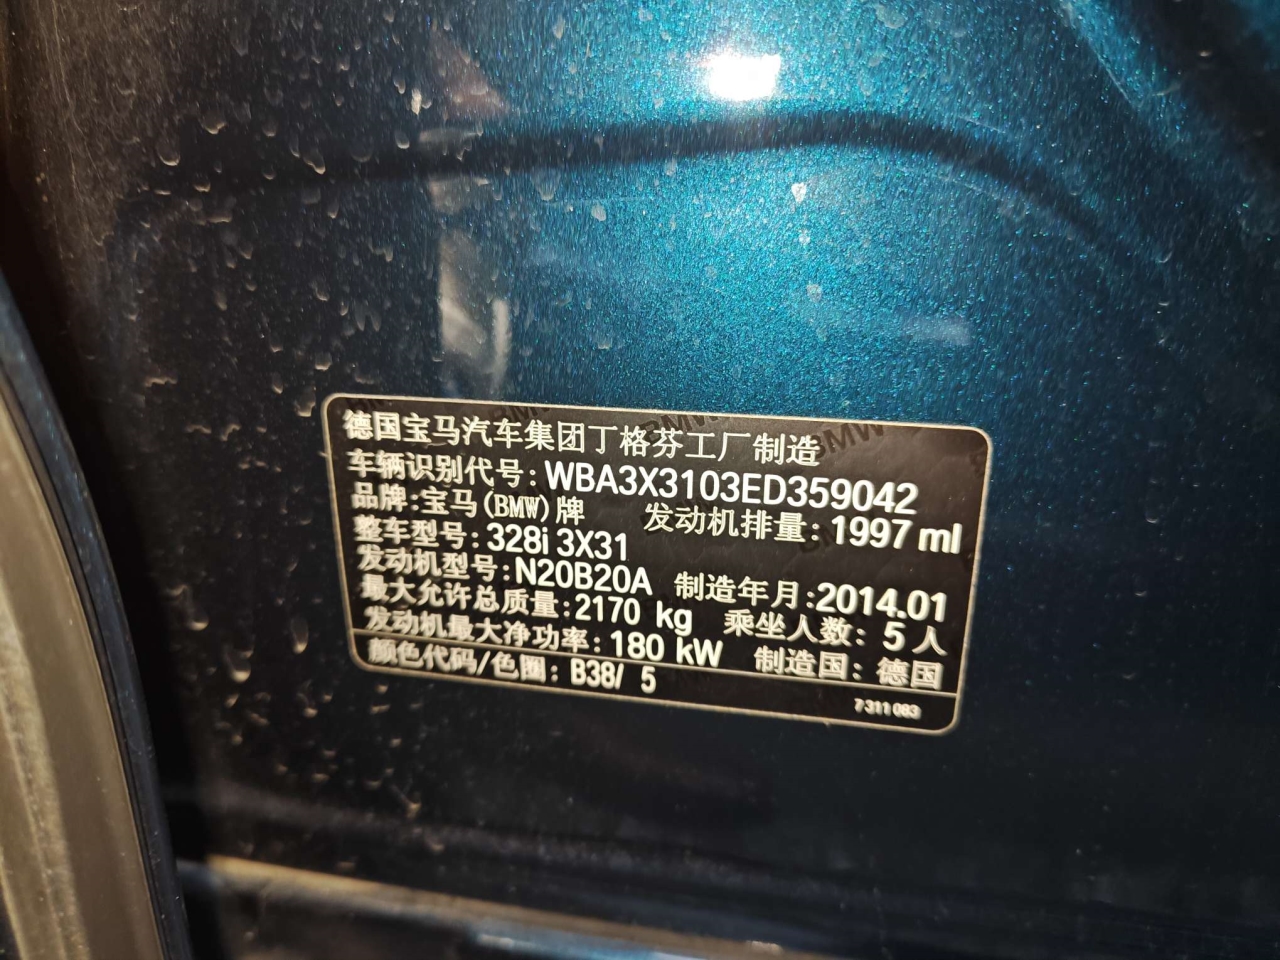 德国宝马汽车集团丁格芬工厂制造
车辆识别代号: WBA3X3103ED359042
品牌: 宝马(BMW)牌 发动机排量: 1997 ml
整车型号: 328i 3X31
发动机型号: N20B20A 制造年月: 2014.01
最大允许总质量: 2170 kg 乘坐人数: 5 人
发动机最大净功率: 180 kW 制造国: 德国
颜色代码/色圈: B38/ 5
7311083